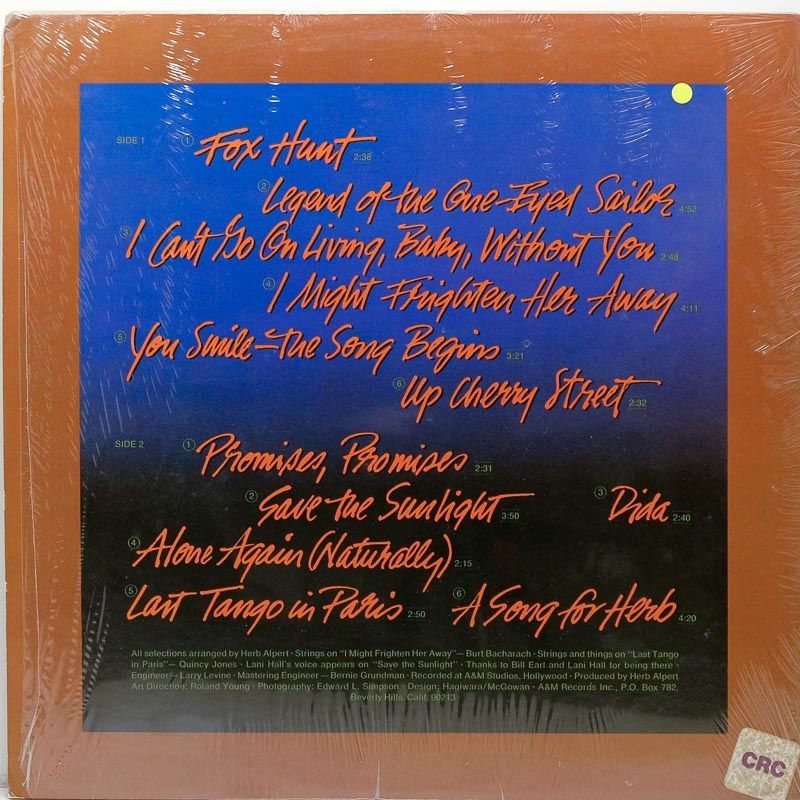 SIDE 1 1 Fox Hunt 2:38
2 Legend of the One-Eyed Sailor 4:52
3 I Can't Go On Living, Baby, Without You 2:48
4 I Might Frighten Her Away 4:11
5 You Smile—the Song Begins 3:21
6 Up Cherry Street 2:32
SIDE 2 1 Promises, Promises 2:31
2 Save the Sunlight 3:50 3 Dida 2:40
4 Alone Again (Naturally) 2:15
5 Last Tango in Paris 2:50 6 A Song for Herb 4:20
All selections arranged by Herb Alpert · Strings on "I Might Frighten Her Away"— Burt Bacharach · Strings and things on "Last Tango
in Paris"— Quincy Jones · Lani Hall's voice appears on "Save the Sunlight" · Thanks to Bill Earl and Lani Hall for being there ·
Engineer—Larry Levine · Mastering Engineer—Bernie Grundman · Recorded at A&M Studios, Hollywood · Produced by Herb Alpert
Art Direction: Roland Young · Photography: Edward L. Simpson · Design: Hagiwara/McGowan · A&M Records Inc., P.O. Box 782,
Beverly Hills, Calif. 90213
CRC